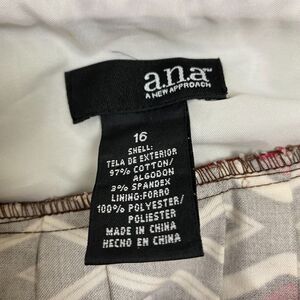 a.n.a™
A NEW APPROACH
16
SHELL:
TELA DE EXTERIOR
97% COTTON/
ALGODON
3% SPANDEX
LINING:FORRO
100% POLYESTER/
POLIESTER
MADE IN CHINA
HECHO EN CHINA